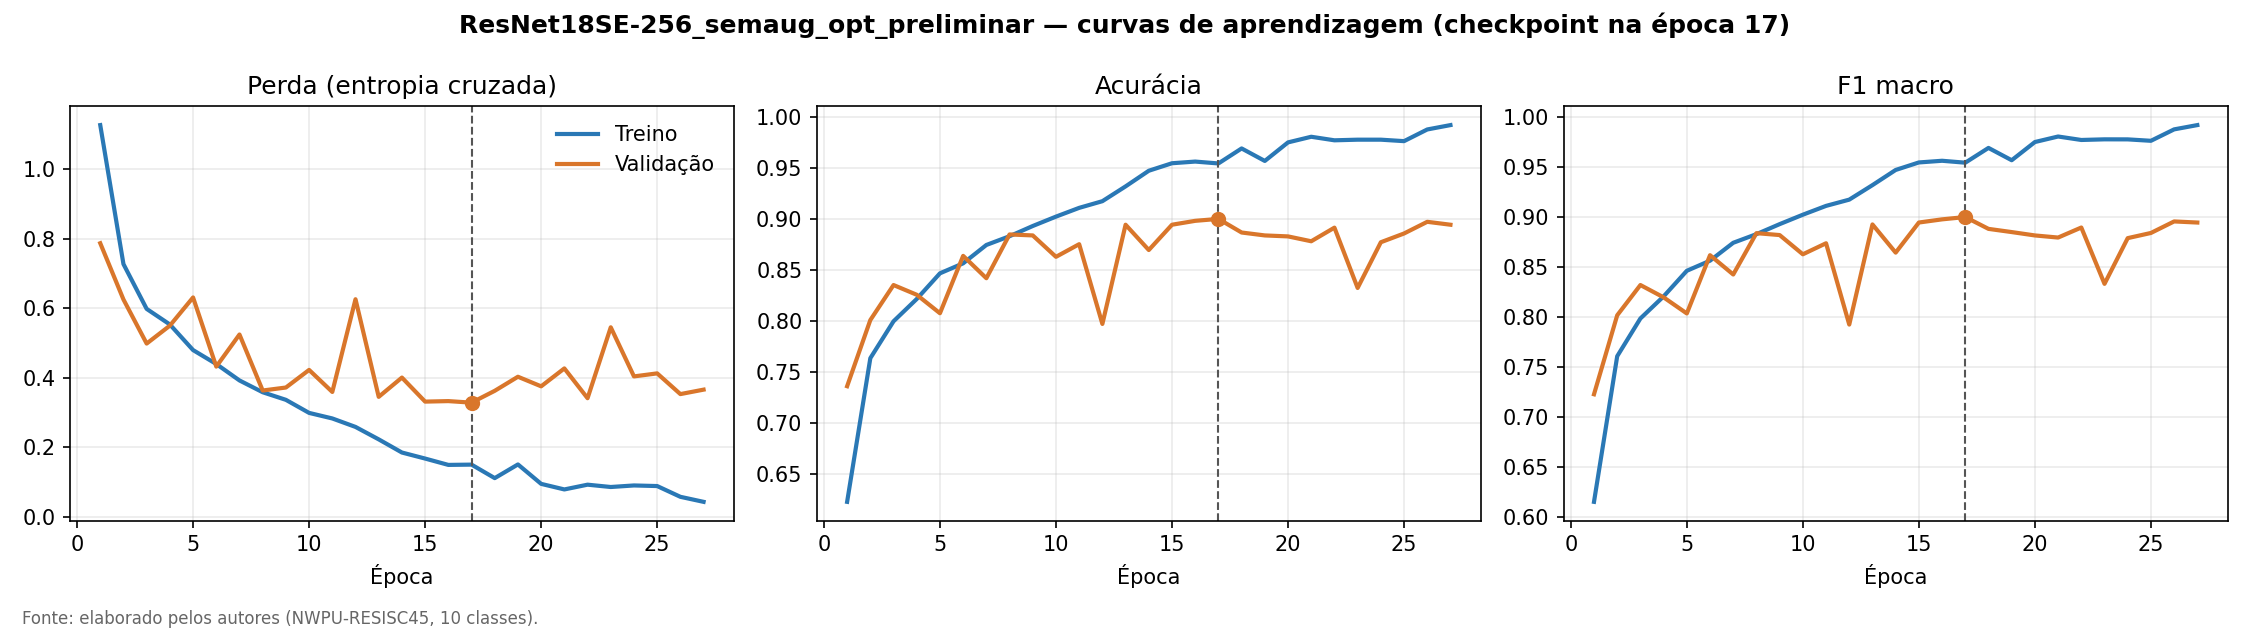 ResNet18SE-256_semaug_opt_preliminar — curvas de aprendizagem (checkpoint na época 17)
Perda (entropia cruzada)
1.0
0.8
0.6
0.4
0.2
0.0
0 5 10 15 20 25
Época
Treino
Validação
Acurácia
1.00
0.95
0.90
0.85
0.80
0.75
0.70
0.65
0 5 10 15 20 25
Época
F1 macro
1.00
0.95
0.90
0.85
0.80
0.75
0.70
0.65
0.60
0 5 10 15 20 25
Época
Fonte: elaborado pelos autores (NWPU-RESISC45, 10 classes).